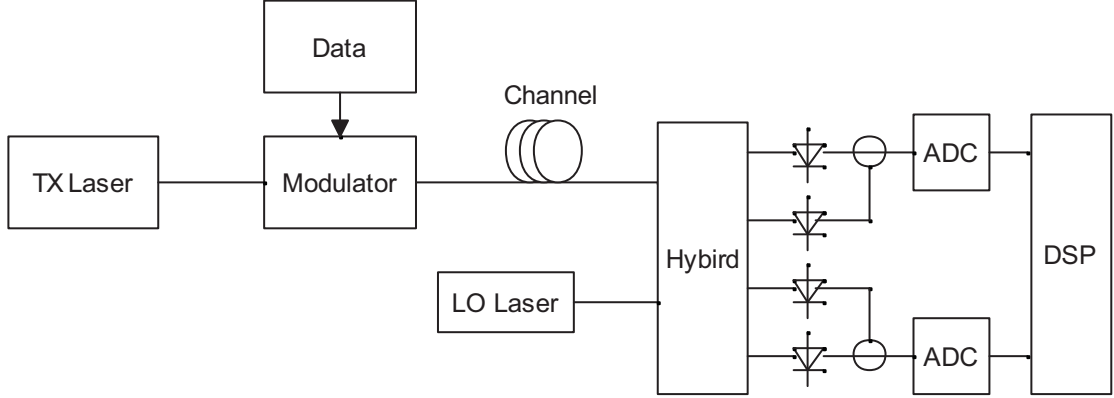 Data
Channel
TX Laser
Modulator
ADC
Hybird
DSP
LO Laser
ADC